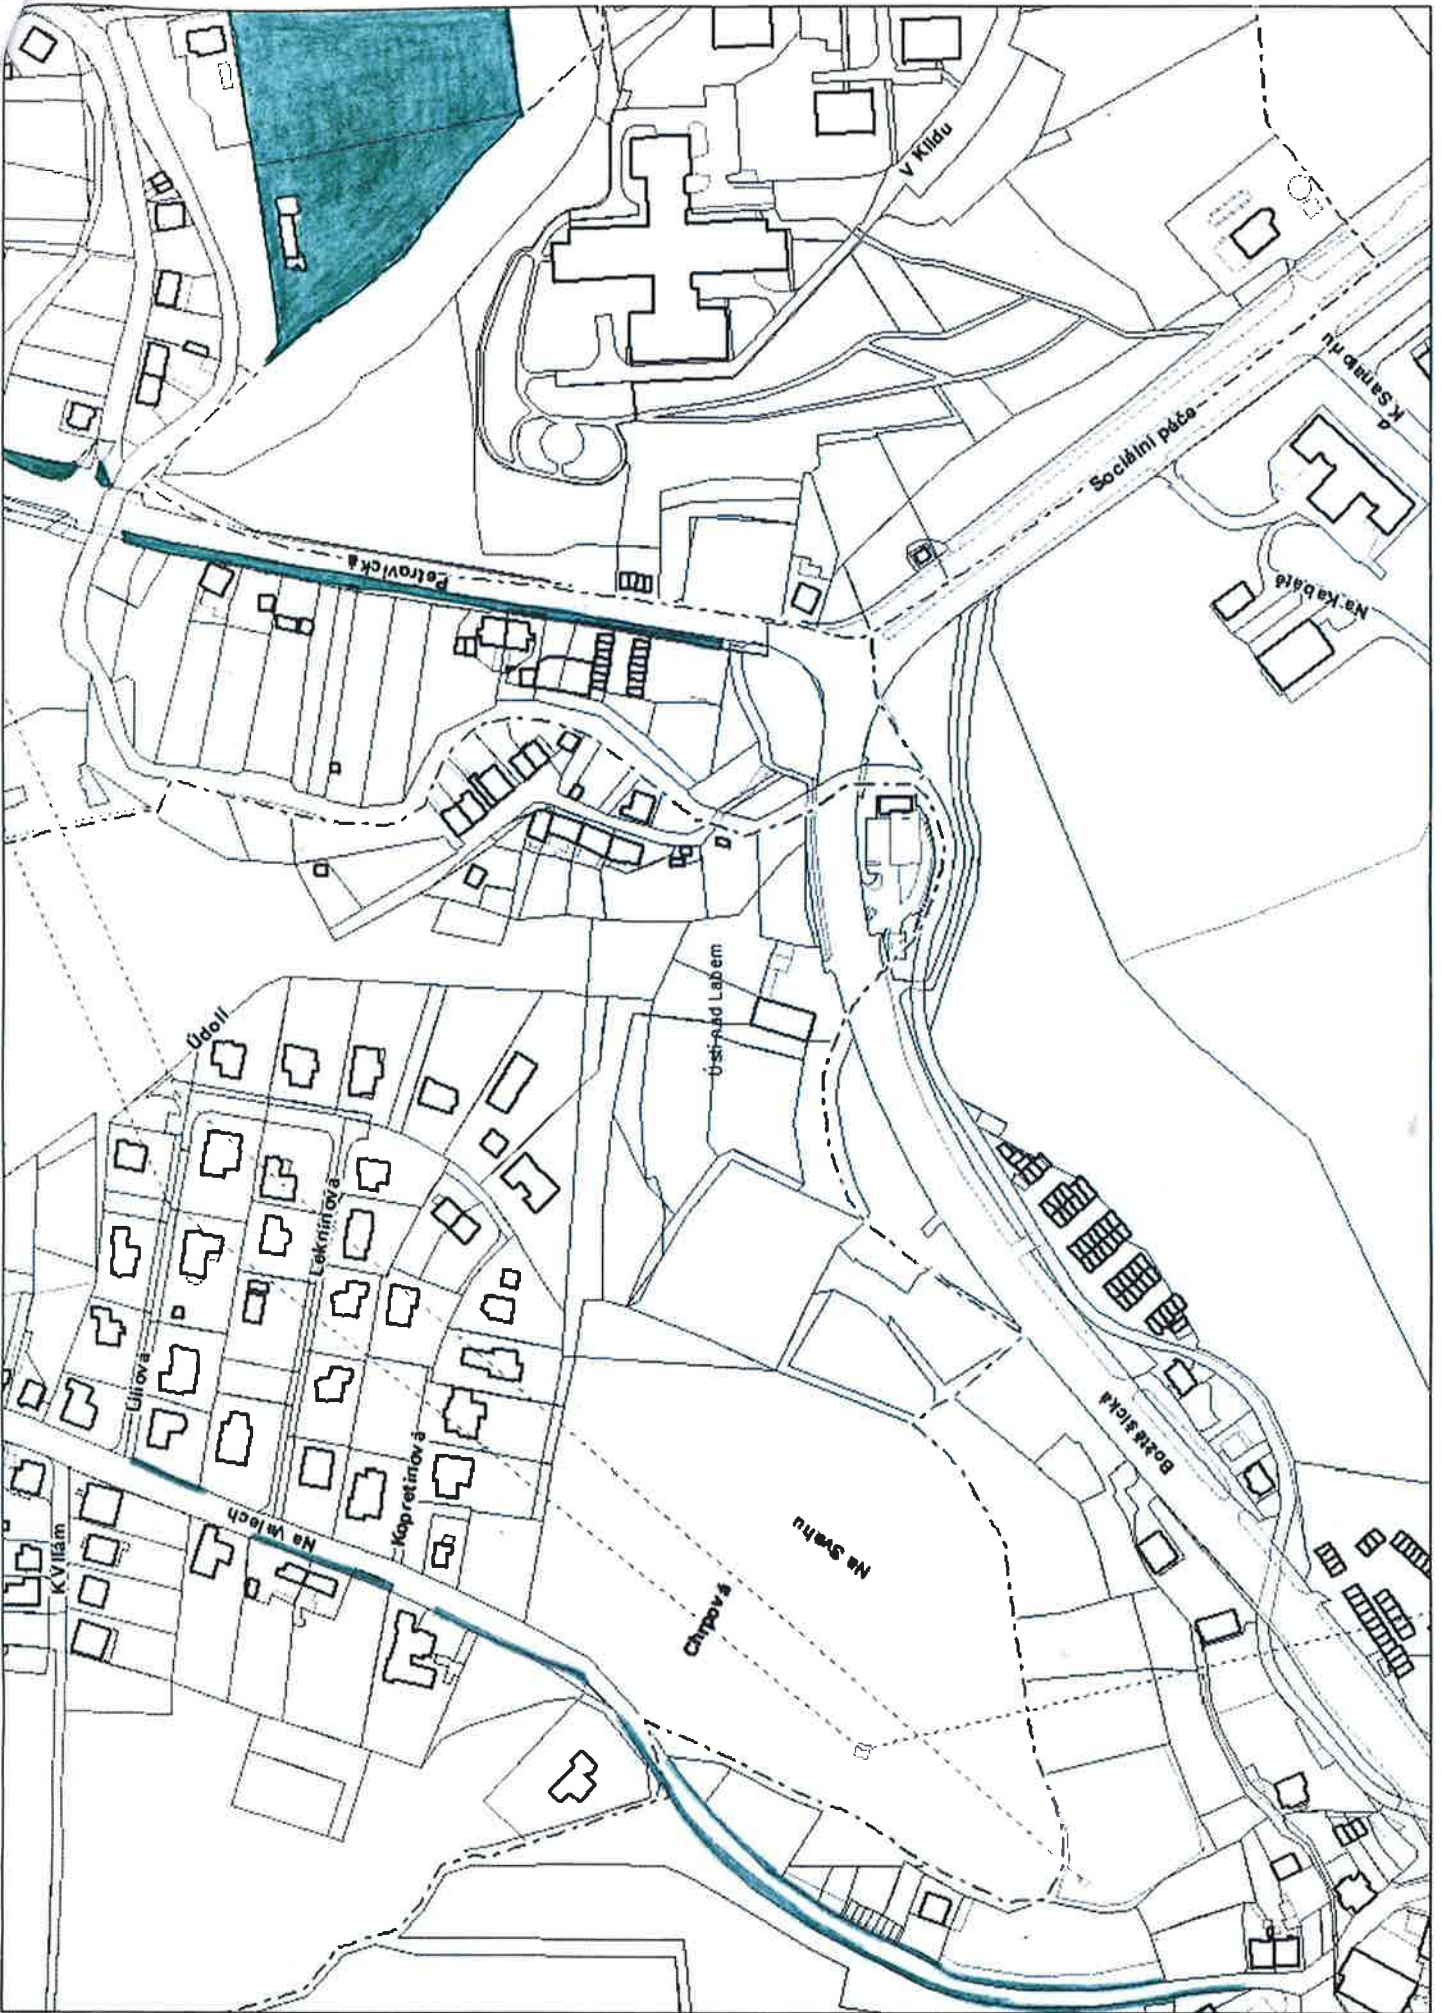 V Klidu
K Sanatoriu
Sociální péče
Petrovická
Na Kabátě
Ústí nad Labem
Údolí
Leknínová
Liliová
Božtěšická
Kopretinová
Na Valech
K Vilám
Na Svahu
Chrpová